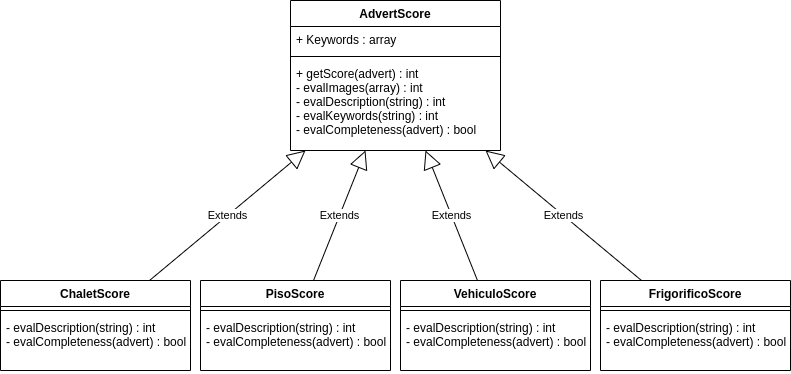 AdvertScore
+ Keywords : array
+ getScore(advert) : int
- evalImages(array) : int
- evalDescription(string) : int
- evalKeywords(string) : int
- evalCompleteness(advert) : bool
Extends
Extends
Extends
Extends
ChaletScore
- evalDescription(string) : int
- evalCompleteness(advert) : bool
PisoScore
- evalDescription(string) : int
- evalCompleteness(advert) : bool
VehiculoScore
- evalDescription(string) : int
- evalCompleteness(advert) : bool
FrigorificoScore
- evalDescription(string) : int
- evalCompleteness(advert) : bool